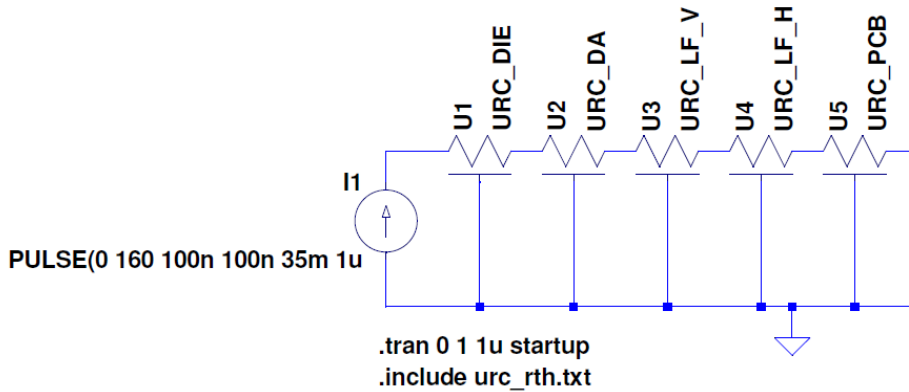 U1
URC_DIE
U2
URC_DA
U3
URC_LF_V
U4
URC_LF_H
U5
URC_PCB
I1
PULSE(0 160 100n 100n 35m 1u
.tran 0 1 1u startup
.include urc_rth.txt